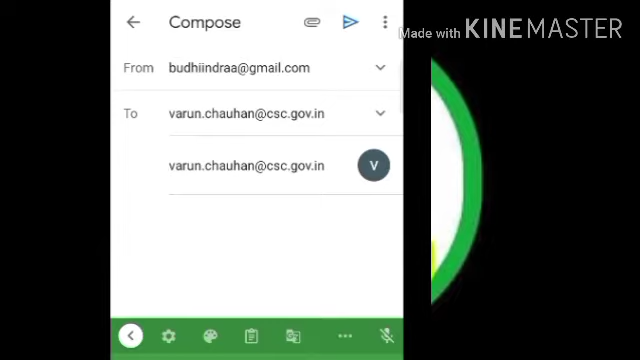 Compose
Made with KINEMASTER
From budhiindraa@gmail.com
To varun.chauhan@csc.gov.in
varun.chauhan@csc.gov.in V